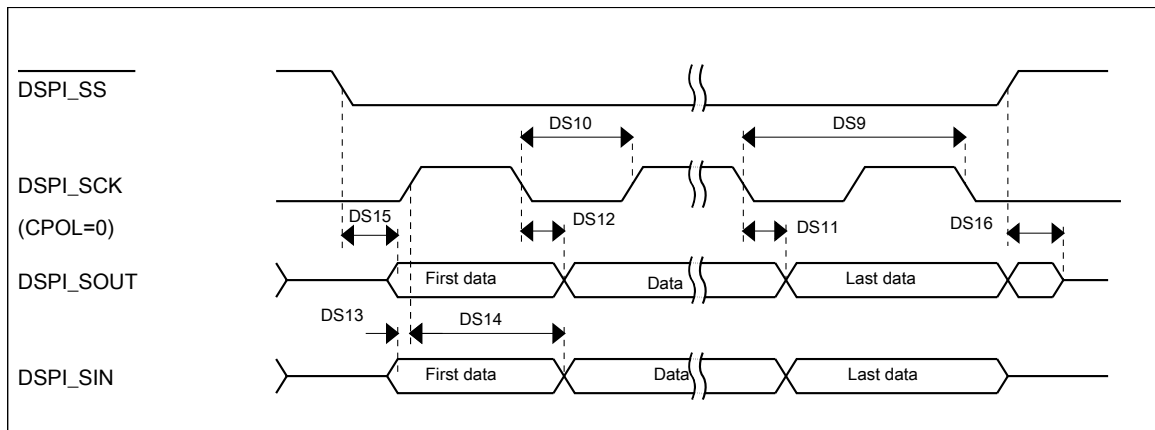 DSPI_SS
DS10
DS9
DSPI_SCK
(CPOL=0)
DS15
DS12
DS11
DS16
DSPI_SOUT
First data
Data
Last data
DS13
DS14
DSPI_SIN
First data
Data
Last data